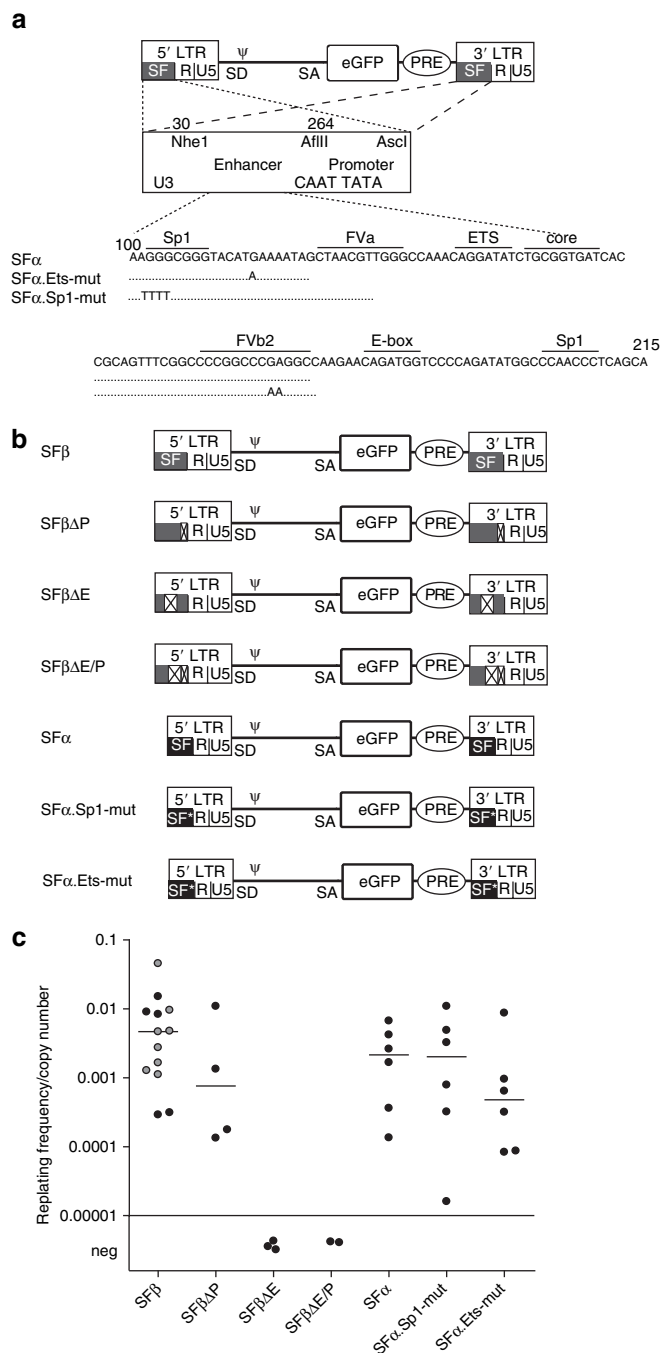 a
5′ LTR ψ 3′ LTR
SF R U5 SD SA eGFP PRE SF R U5
30 264
Nhe1 AflII AscI
Enhancer Promoter
U3 CAAT TATA
100 Sp1 FVa ETS core
SFα AAGGGCGGGTACATGAAAATAGCTAACGTTGGGCCAAACAGGATATCTGCGGTGATCAC
SFα.Ets-mut ........................A............
SFα.Sp1-mut ....TTTT..................................................
FVb2 E-box Sp1 215
CGCAGTTTCGGCCCCGGCCCGAGGCCAAGAACAGATGGTCCCCAGATATGGCCCAACCCTCAGCA
......................................................
............................................AA........
b
SFβ 5′ LTR ψ 3′ LTR
SF R U5 SD SA eGFP PRE SF R U5
SFβΔP 5′ LTR ψ 3′ LTR
R U5 SD SA eGFP PRE R U5
SFβΔE 5′ LTR ψ 3′ LTR
R U5 SD SA eGFP PRE R U5
SFβΔE/P 5′ LTR ψ 3′ LTR
R U5 SD SA eGFP PRE R U5
SFα 5′ LTR ψ 3′ LTR
SF R U5 SD SA eGFP PRE SF R U5
SFα.Sp1-mut 5′ LTR ψ 3′ LTR
SF* R U5 SD SA eGFP PRE SF* R U5
SFα.Ets-mut 5′ LTR ψ 3′ LTR
SF* R U5 SD SA eGFP PRE SF* R U5
c
Replating frequency/copy number
0.1
0.01
0.001
0.0001
0.00001
neg
SFβ
SFβΔP
SFβΔE
SFβΔE/P
SFα
SFα.Sp1-mut
SFα.Ets-mut